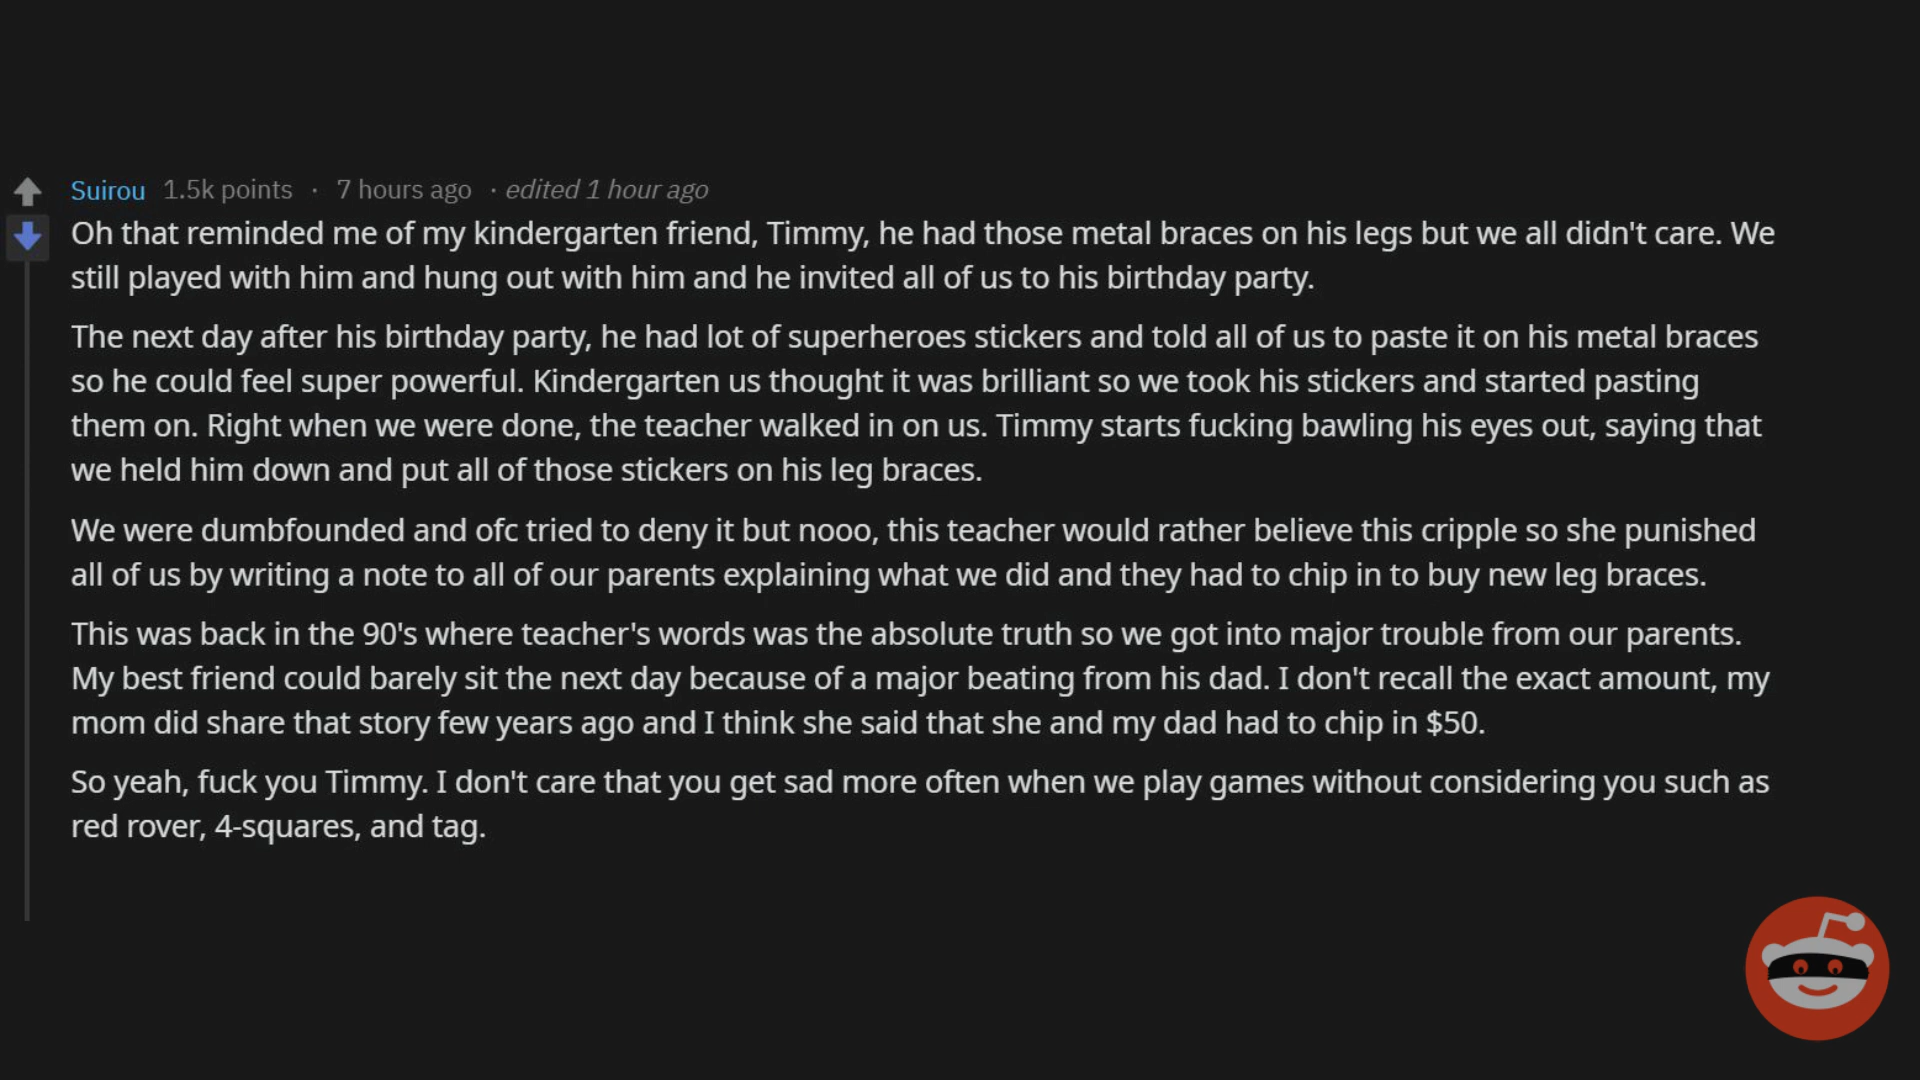 Suirou 1.5k points · 7 hours ago · edited 1 hour ago
Oh that reminded me of my kindergarten friend, Timmy, he had those metal braces on his legs but we all didn't care. We
still played with him and hung out with him and he invited all of us to his birthday party.
The next day after his birthday party, he had lot of superheroes stickers and told all of us to paste it on his metal braces
so he could feel super powerful. Kindergarten us thought it was brilliant so we took his stickers and started pasting
them on. Right when we were done, the teacher walked in on us. Timmy starts fucking bawling his eyes out, saying that
we held him down and put all of those stickers on his leg braces.
We were dumbfounded and ofc tried to deny it but nooo, this teacher would rather believe this cripple so she punished
all of us by writing a note to all of our parents explaining what we did and they had to chip in to buy new leg braces.
This was back in the 90's where teacher's words was the absolute truth so we got into major trouble from our parents.
My best friend could barely sit the next day because of a major beating from his dad. I don't recall the exact amount, my
mom did share that story few years ago and I think she said that she and my dad had to chip in $50.
So yeah, fuck you Timmy. I don't care that you get sad more often when we play games without considering you such as
red rover, 4-squares, and tag.